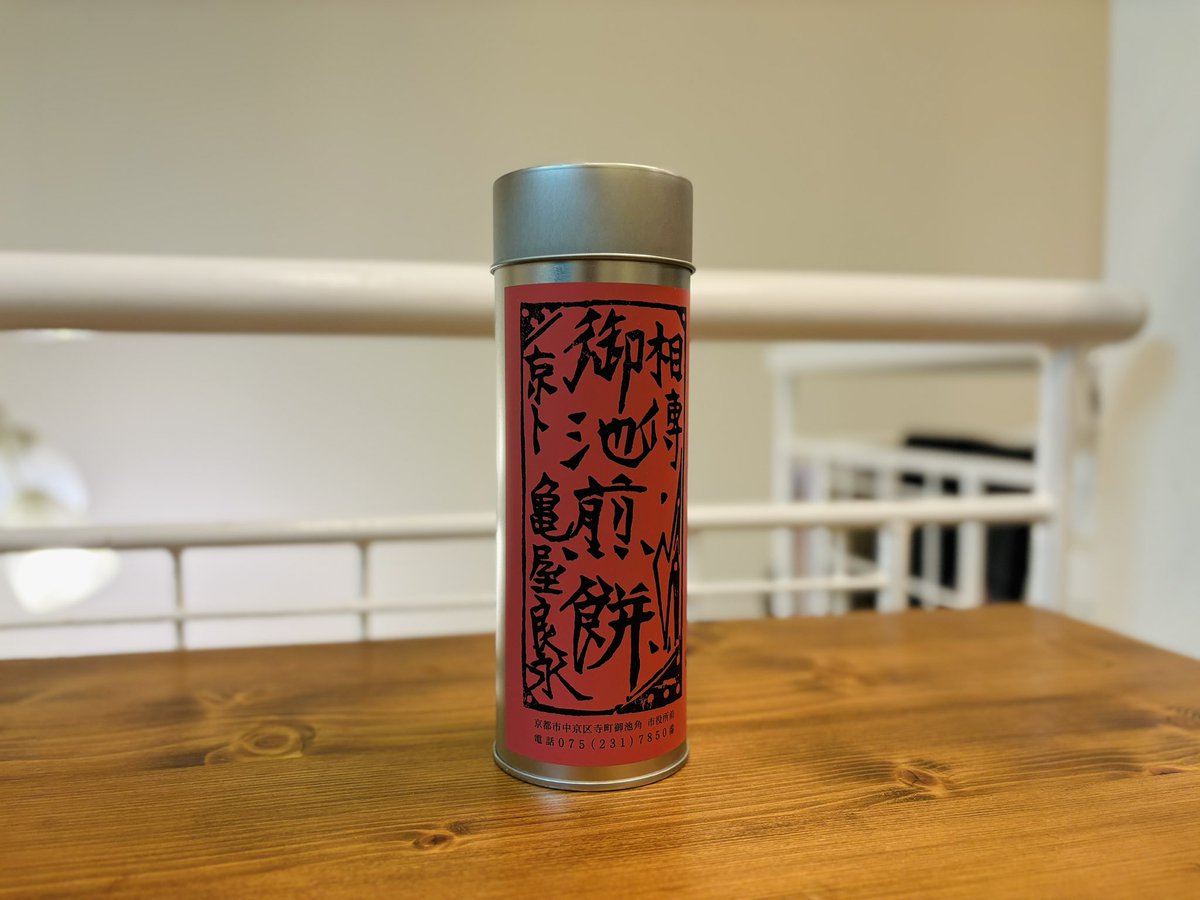 相傳
御池煎餅
京ト 亀屋良永
京都市中京区寺町御池角 市役所前
電話075(231)7850番